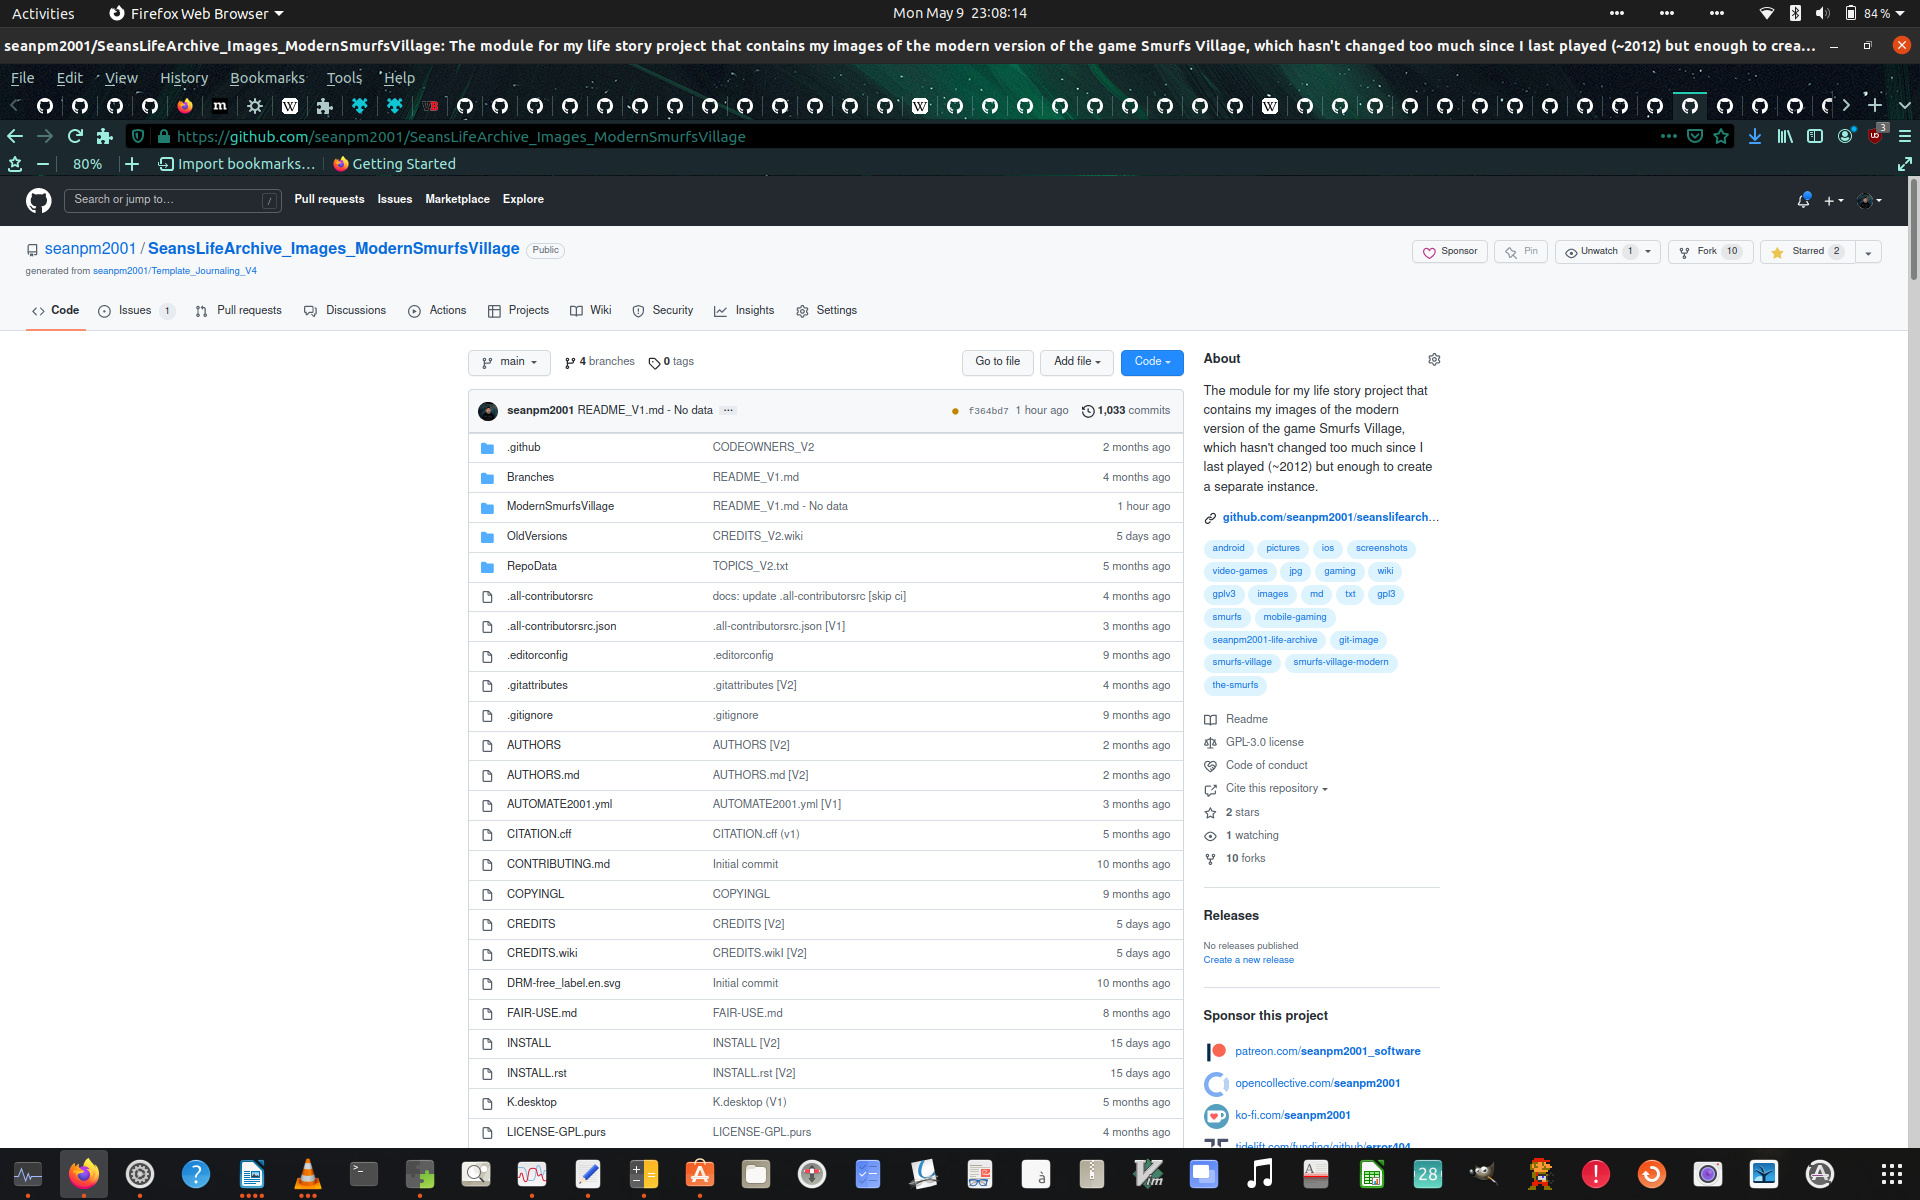 Activities Firefox Web Browser Mon May 9 23:08:14 84 %
seanpm2001/SeansLifeArchive_Images_ModernSmurfsVillage: The module for my life story project that contains my images of the modern version of the game Smurfs Village, which hasn't changed too much since I last played (~2012) but enough to crea...
File Edit View History Bookmarks Tools Help
https://github.com/seanpm2001/SeansLifeArchive_Images_ModernSmurfsVillage 3
80% Import bookmarks... Getting Started
Search or jump to... / Pull requests Issues Marketplace Explore
seanpm2001 / SeansLifeArchive_Images_ModernSmurfsVillage Public Sponsor Pin Unwatch 1 Fork 10 Starred 2
generated from seanpm2001/Template_Journaling_V4
Code Issues 1 Pull requests Discussions Actions Projects Wiki Security Insights Settings
main 4 branches 0 tags Go to file Add file Code
seanpm2001 README_V1.md - No data ... f364bd7 1 hour ago 1,033 commits
.github CODEOWNERS_V2 2 months ago
Branches README_V1.md 4 months ago
ModernSmurfsVillage README_V1.md - No data 1 hour ago
OldVersions CREDITS_V2.wiki 5 days ago
RepoData TOPICS_V2.txt 5 months ago
.all-contributorsrc docs: update .all-contributorsrc [skip ci] 4 months ago
.all-contributorsrc.json .all-contributorsrc.json [V1] 3 months ago
.editorconfig .editorconfig 9 months ago
.gitattributes .gitattributes [V2] 4 months ago
.gitignore .gitignore 9 months ago
AUTHORS AUTHORS [V2] 2 months ago
AUTHORS.md AUTHORS.md [V2] 2 months ago
AUTOMATE2001.yml AUTOMATE2001.yml [V1] 3 months ago
CITATION.cff CITATION.cff (v1) 5 months ago
CONTRIBUTING.md Initial commit 10 months ago
COPYINGL COPYINGL 9 months ago
CREDITS CREDITS [V2] 5 days ago
CREDITS.wiki CREDITS.wikI [V2] 5 days ago
DRM-free_label.en.svg Initial commit 10 months ago
FAIR-USE.md FAIR-USE.md 8 months ago
INSTALL INSTALL [V2] 15 days ago
INSTALL.rst INSTALL.rst [V2] 15 days ago
K.desktop K.desktop (V1) 5 months ago
LICENSE-GPL.purs LICENSE-GPL.purs 4 months ago
About
The module for my life story project that
contains my images of the modern
version of the game Smurfs Village,
which hasn't changed too much since I
last played (~2012) but enough to create
a separate instance.
github.com/seanpm2001/seanslifearch...
android pictures ios screenshots
video-games jpg gaming wiki
gplv3 images md txt gpl3
smurfs mobile-gaming
seanpm2001-life-archive git-image
smurfs-village smurfs-village-modern
the-smurfs
Readme
GPL-3.0 license
Code of conduct
Cite this repository
2 stars
1 watching
10 forks
Releases
No releases published
Create a new release
Sponsor this project
patreon.com/seanpm2001_software
opencollective.com/seanpm2001
ko-fi.com/seanpm2001
tidelift.com/funding/github/error404
28